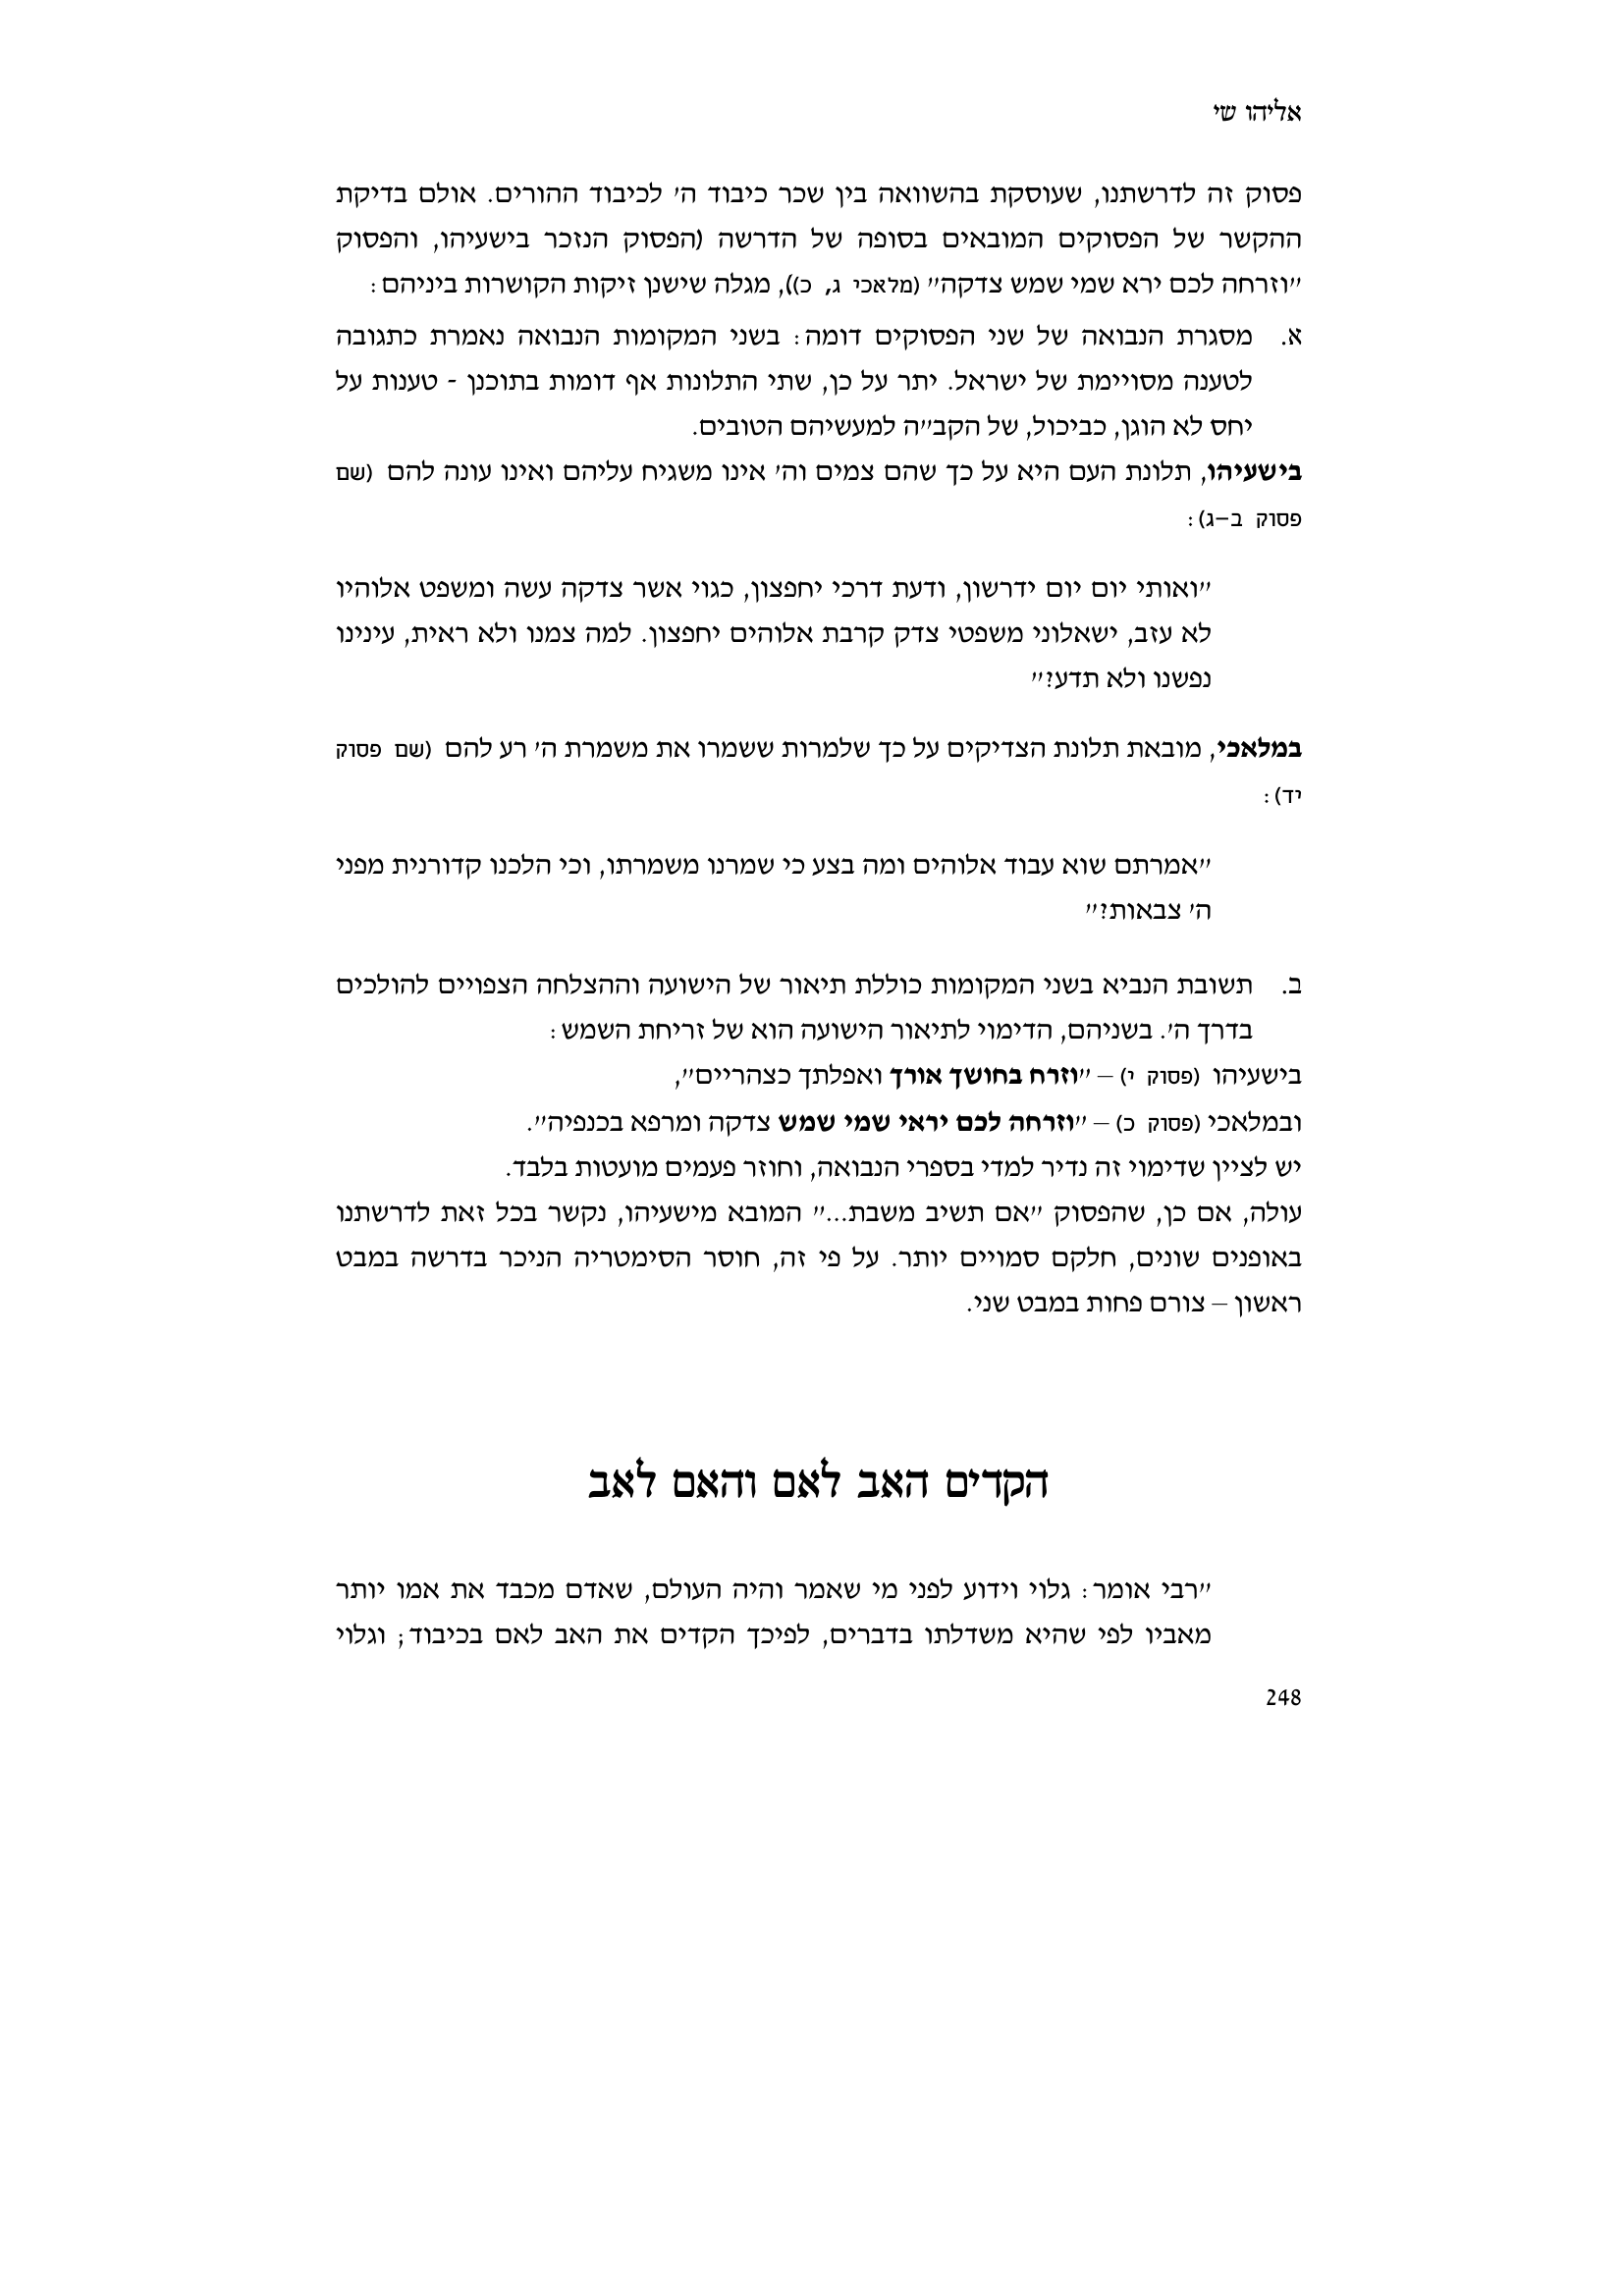 אליהו שי
פסוק זה לדרשתנו, שעוסקת בהשוואה בין שכר כיבוד ה׳ לכיבוד ההורים. אולם בדיקת
ההקשר של הפסוקים המובאים בסופה של הדרשה (הפסוק הנזכר בישעיהו, והפסוק
״וזרחה לכם ירא שמי שמש צדקה״ (מלאכי ג, כ)), מגלה שישנן זיקות הקושרות ביניהם:
א. מסגרת הנבואה של שני הפסוקים דומה: בשני המקומות הנבואה נאמרת כתגובה
לטענה מסויימת של ישראל. יתר על כן, שתי התלונות אף דומות בתוכנן - טענות על
יחס לא הוגן, כביכול, של הקב״ה למעשיהם הטובים.
בישעיהו, תלונת העם היא על כך שהם צמים וה׳ אינו משגיח עליהם ואינו עונה להם (שם
פסוק ב–ג):
״ואותי יום יום ידרשון, ודעת דרכי יחפצון, כגוי אשר צדקה עשה ומשפט אלוהיו
לא עזב, ישאלוני משפטי צדק קרבת אלוהים יחפצון. למה צמנו ולא ראית, עינינו
נפשנו ולא תדע?״
במלאכי, מובאת תלונת הצדיקים על כך שלמרות ששמרו את משמרת ה׳ רע להם (שם פסוק
יד):
״אמרתם שוא עבוד אלוהים ומה בצע כי שמרנו משמרתו, וכי הלכנו קדורנית מפני
ה׳ צבאות?״
ב. תשובת הנביא בשני המקומות כוללת תיאור של הישועה וההצלחה הצפויים להולכים
בדרך ה׳. בשניהם, הדימוי לתיאור הישועה הוא של זריחת השמש:
בישעיהו (פסוק י) – ״וזרח בחושך אורך ואפלתך כצהריים״,
ובמלאכי (פסוק כ) – ״וזרחה לכם יראי שמי שמש צדקה ומרפא בכנפיה״.
יש לציין שדימוי זה נדיר למדי בספרי הנבואה, וחוזר פעמים מועטות בלבד.
עולה, אם כן, שהפסוק ״אם תשיב משבת...״ המובא מישעיהו, נקשר בכל זאת לדרשתנו
באופנים שונים, חלקם סמויים יותר. על פי זה, חוסר הסימטריה הניכר בדרשה במבט
ראשון – צורם פחות במבט שני.
הקדים האב לאם והאם לאב
״רבי אומר: גלוי וידוע לפני מי שאמר והיה העולם, שאדם מכבד את אמו יותר
מאביו לפי שהיא משדלתו בדברים, לפיכך הקדים את האב לאם בכיבוד; וגלוי
248